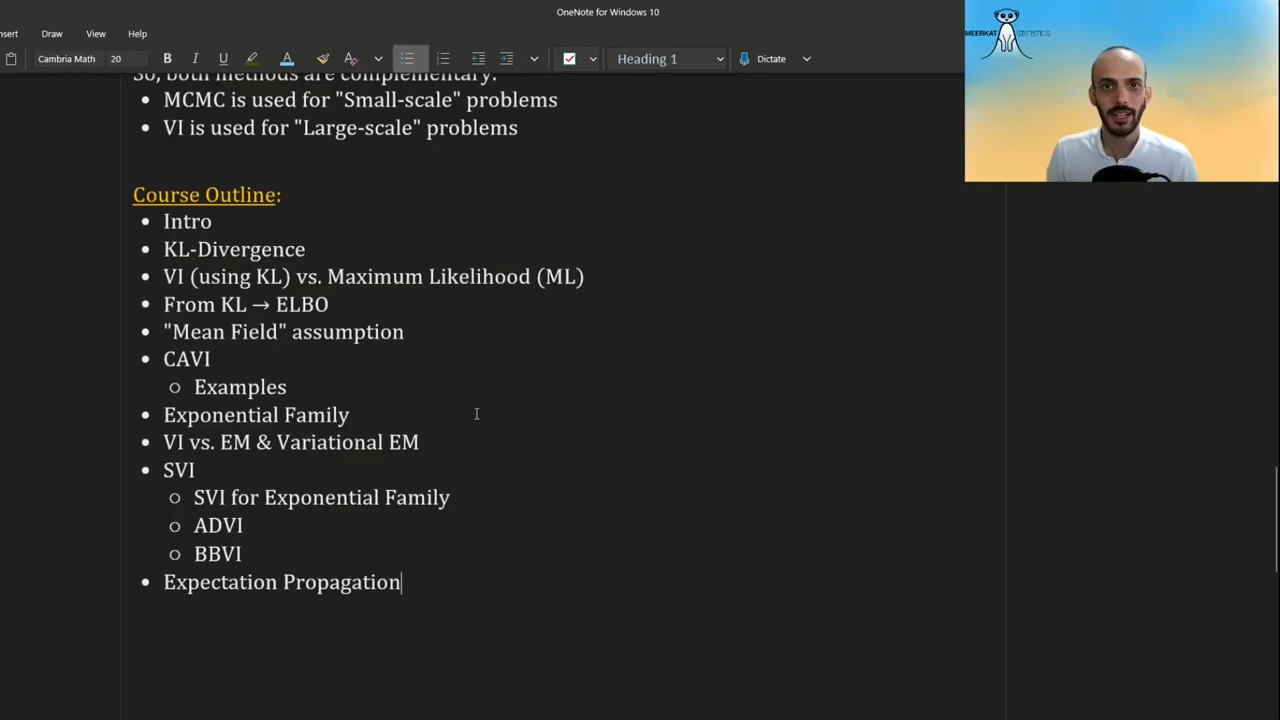 OneNote for Windows 10
nsert Draw View Help
Cambria Math 20 B I U A A Heading 1 Dictate
So, both methods are complementary:
• MCMC is used for "Small-scale" problems
• VI is used for "Large-scale" problems
Course Outline:
• Intro
• KL-Divergence
• VI (using KL) vs. Maximum Likelihood (ML)
• From KL → ELBO
• "Mean Field" assumption
• CAVI
○ Examples
• Exponential Family
• VI vs. EM & Variational EM
• SVI
○ SVI for Exponential Family
○ ADVI
○ BBVI
• Expectation Propagation
MEERKAT STATISTICS